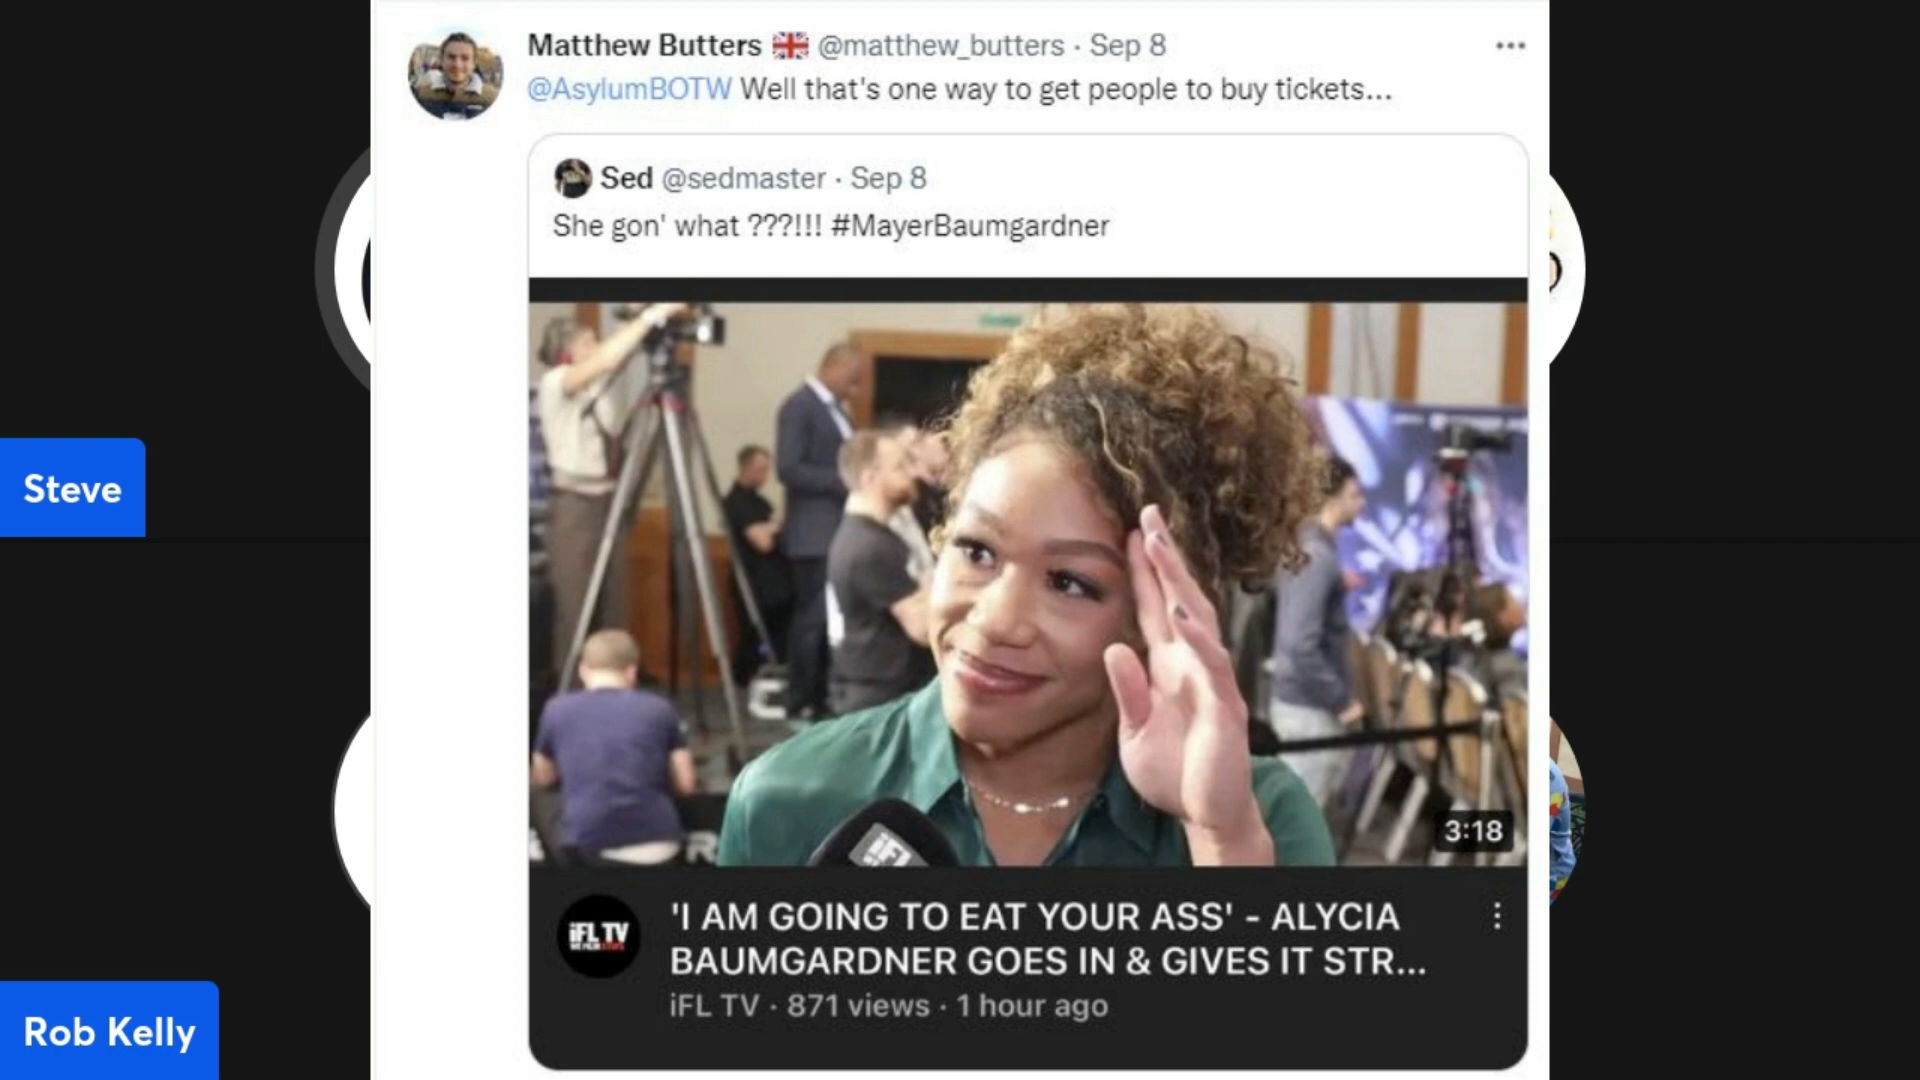 Matthew Butters @matthew_butters · Sep 8
@AsylumBOTW Well that's one way to get people to buy tickets...
Sed @sedmaster · Sep 8
She gon' what ???!!! #MayerBaumgardner
Steve
iFL
3:18
iFL TV
'I AM GOING TO EAT YOUR ASS' - ALYCIA
BAUMGARDNER GOES IN & GIVES IT STR...
iFL TV · 871 views · 1 hour ago
Rob Kelly